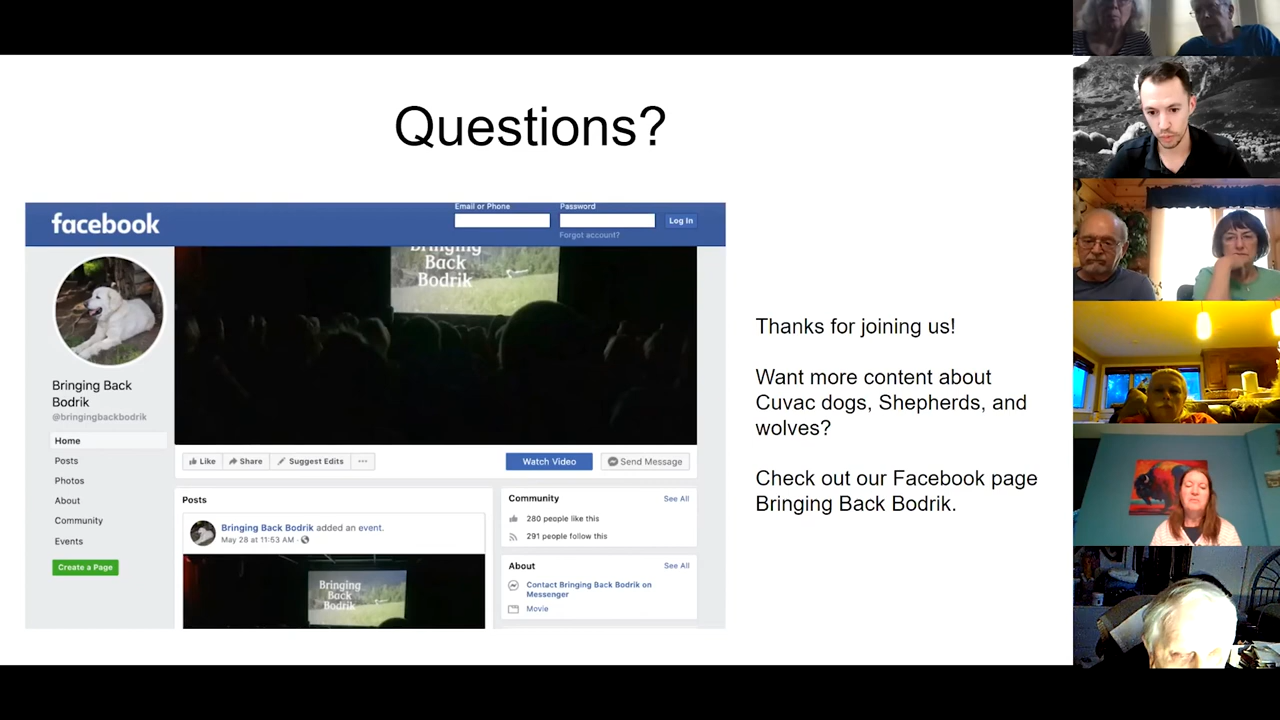 Questions?
facebook
Email or Phone
Password
Log In
Forgot account?
Bringing
Back
Bodrik
Bringing Back
Bodrik
@bringingbackbodrik
Home
Posts
Photos
About
Community
Events
Create a Page
Like
Share
Suggest Edits
Watch Video
Send Message
Posts
Bringing Back Bodrik added an event.
May 28 at 11:53 AM
Bringing
Back
Bodrik
Community
See All
280 people like this
291 people follow this
About
See All
Contact Bringing Back Bodrik on
Messenger
Movie
Thanks for joining us!
Want more content about
Cuvac dogs, Shepherds, and
wolves?
Check out our Facebook page
Bringing Back Bodrik.